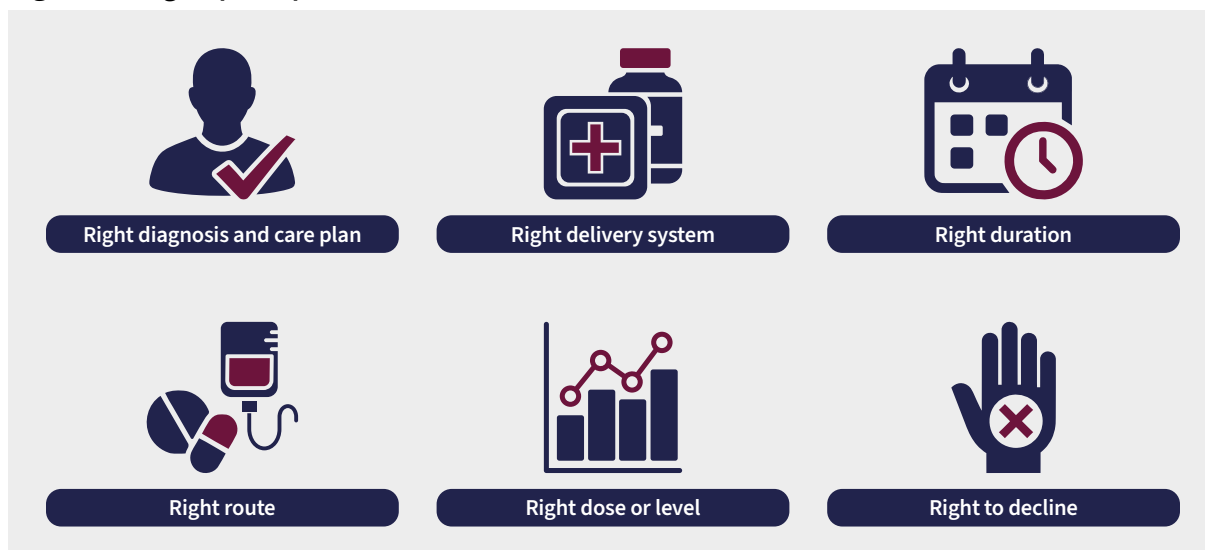 Right diagnosis and care plan
Right delivery system
Right duration
Right route
Right dose or level
Right to decline